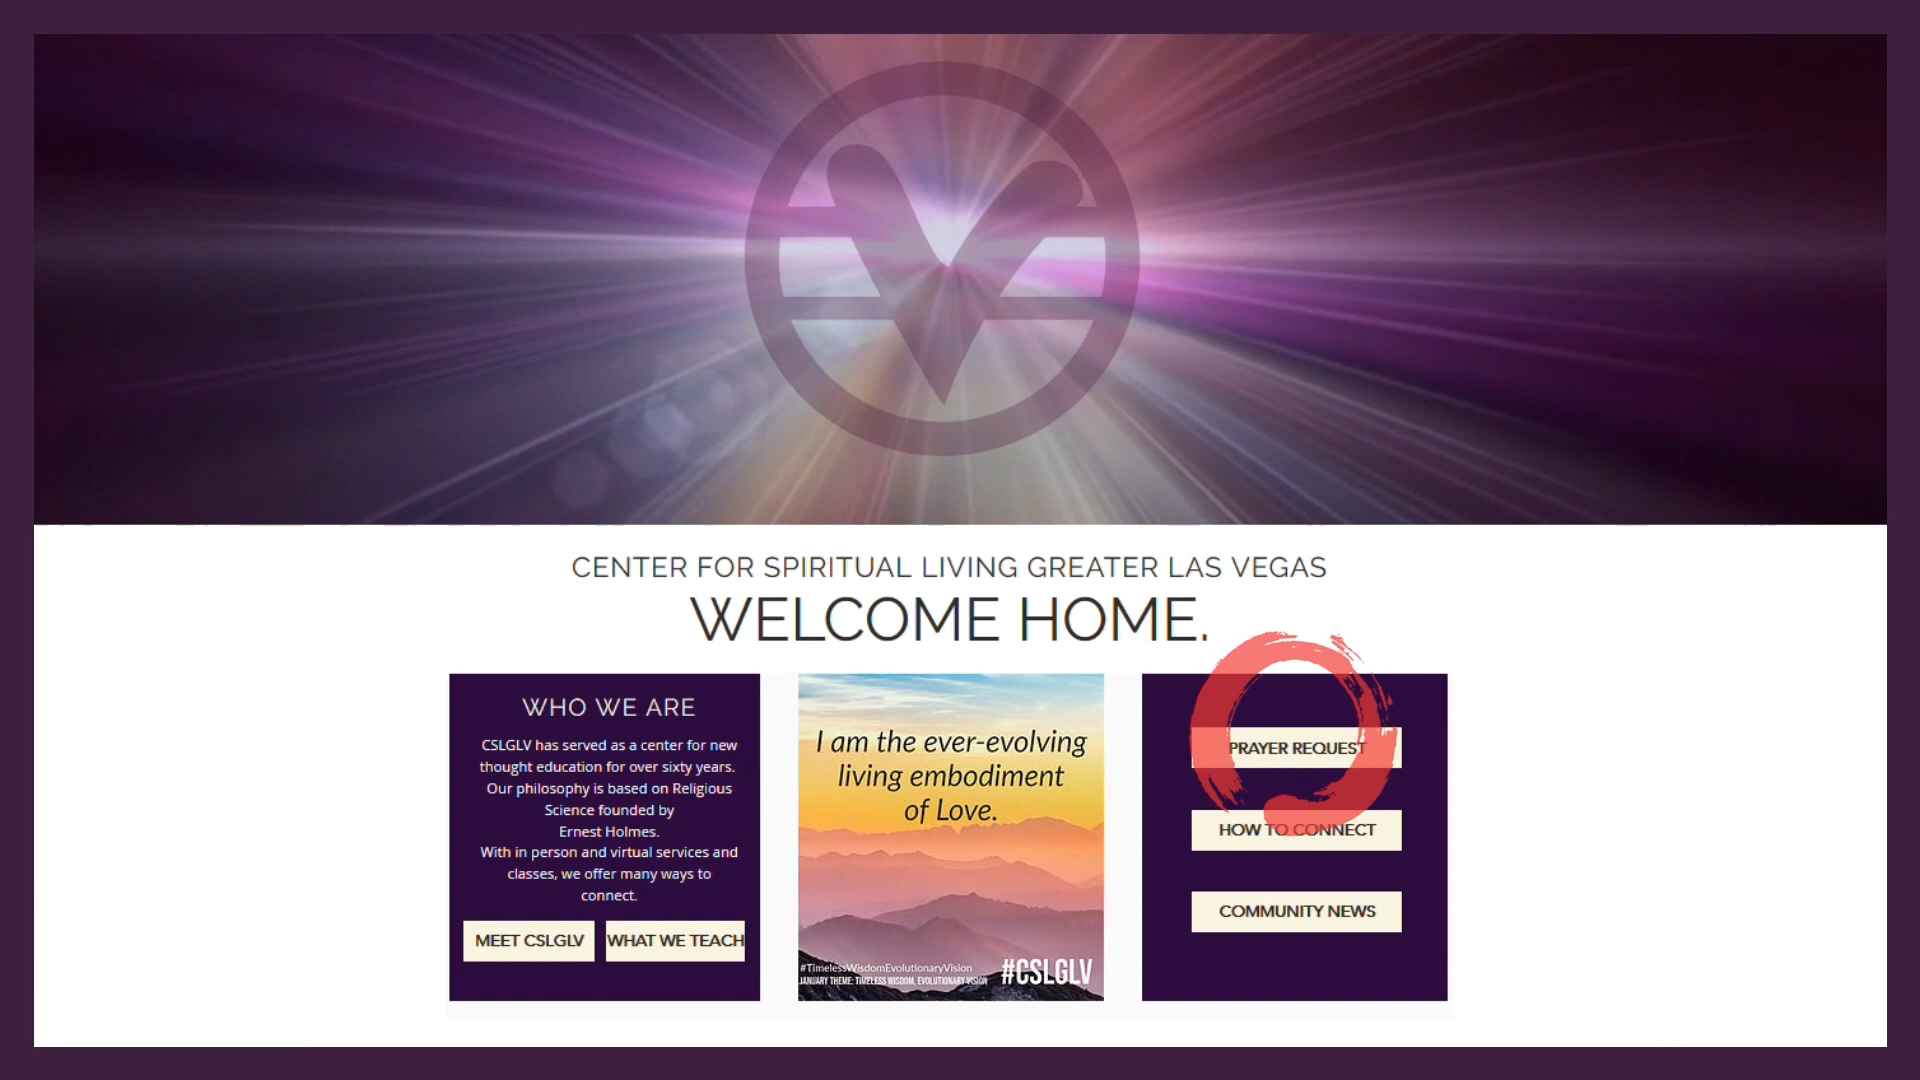 CENTER FOR SPIRITUAL LIVING GREATER LAS VEGAS
WELCOME HOME.
WHO WE ARE
CSLGLV has served as a center for new
thought education for over sixty years.
Our philosophy is based on Religious
Science founded by
Ernest Holmes.
With in person and virtual services and
classes, we offer many ways to
connect.
MEET CSLGLV
WHAT WE TEACH
I am the ever-evolving
living embodiment
of Love.
#TimelessWisdomEvolutionaryVision
JANUARY THEME: TIMELESS WISDOM, EVOLUTIONARY VISION
#CSLGLV
PRAYER REQUEST
HOW TO CONNECT
COMMUNITY NEWS